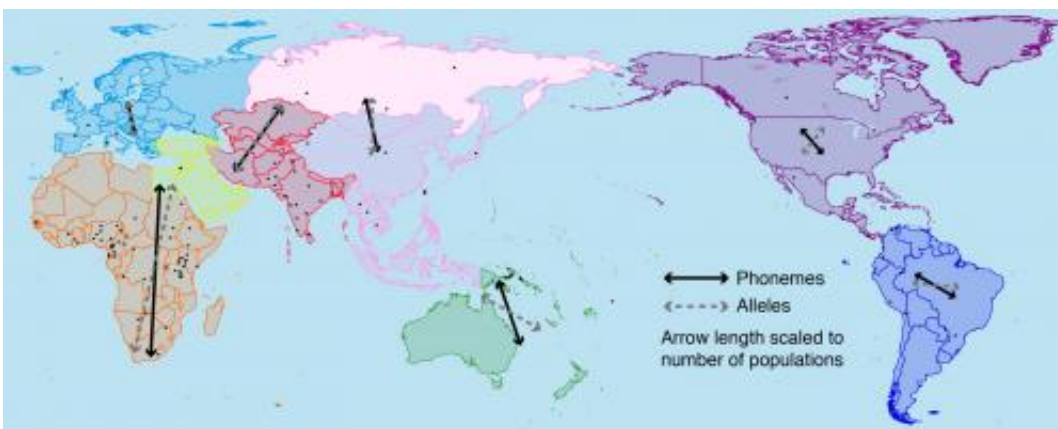 Phonemes
Alleles
Arrow length scaled to
number of populations